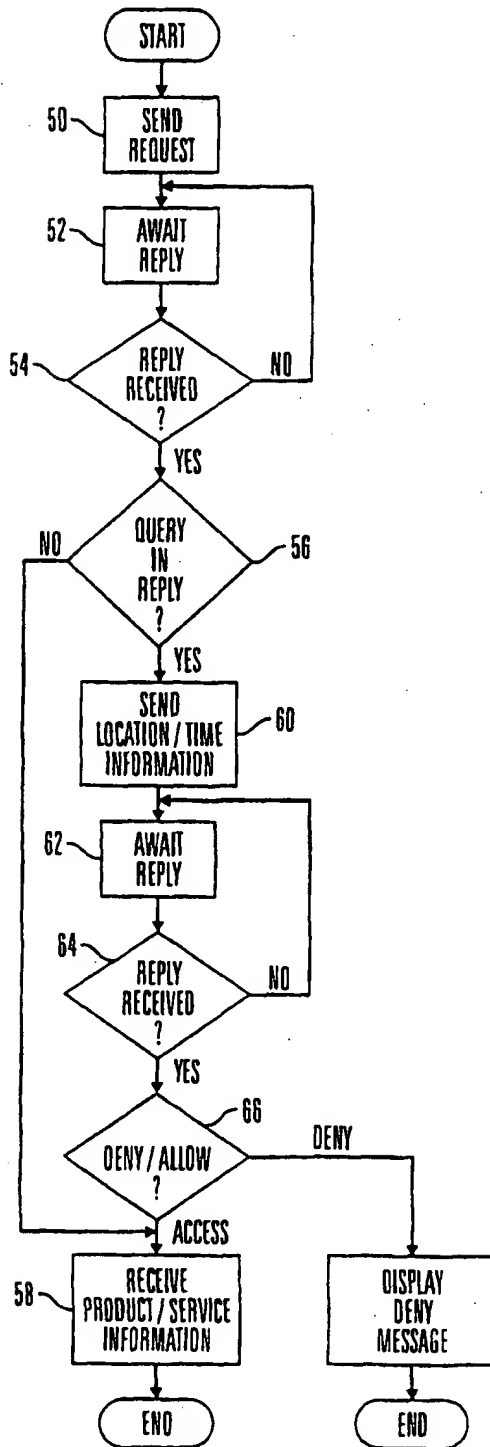 START
50
SEND
REQUEST
52
AWAIT
REPLY
54
REPLY
RECEIVED
?
NO
YES
NO
QUERY
IN
REPLY
?
56
YES
SEND
LOCATION / TIME
INFORMATION
60
62
AWAIT
REPLY
64
REPLY
RECEIVED
?
NO
YES
66
DENY / ALLOW
?
DENY
ACCESS
58
RECEIVE
PRODUCT / SERVICE
INFORMATION
DISPLAY
DENY
MESSAGE
END
END